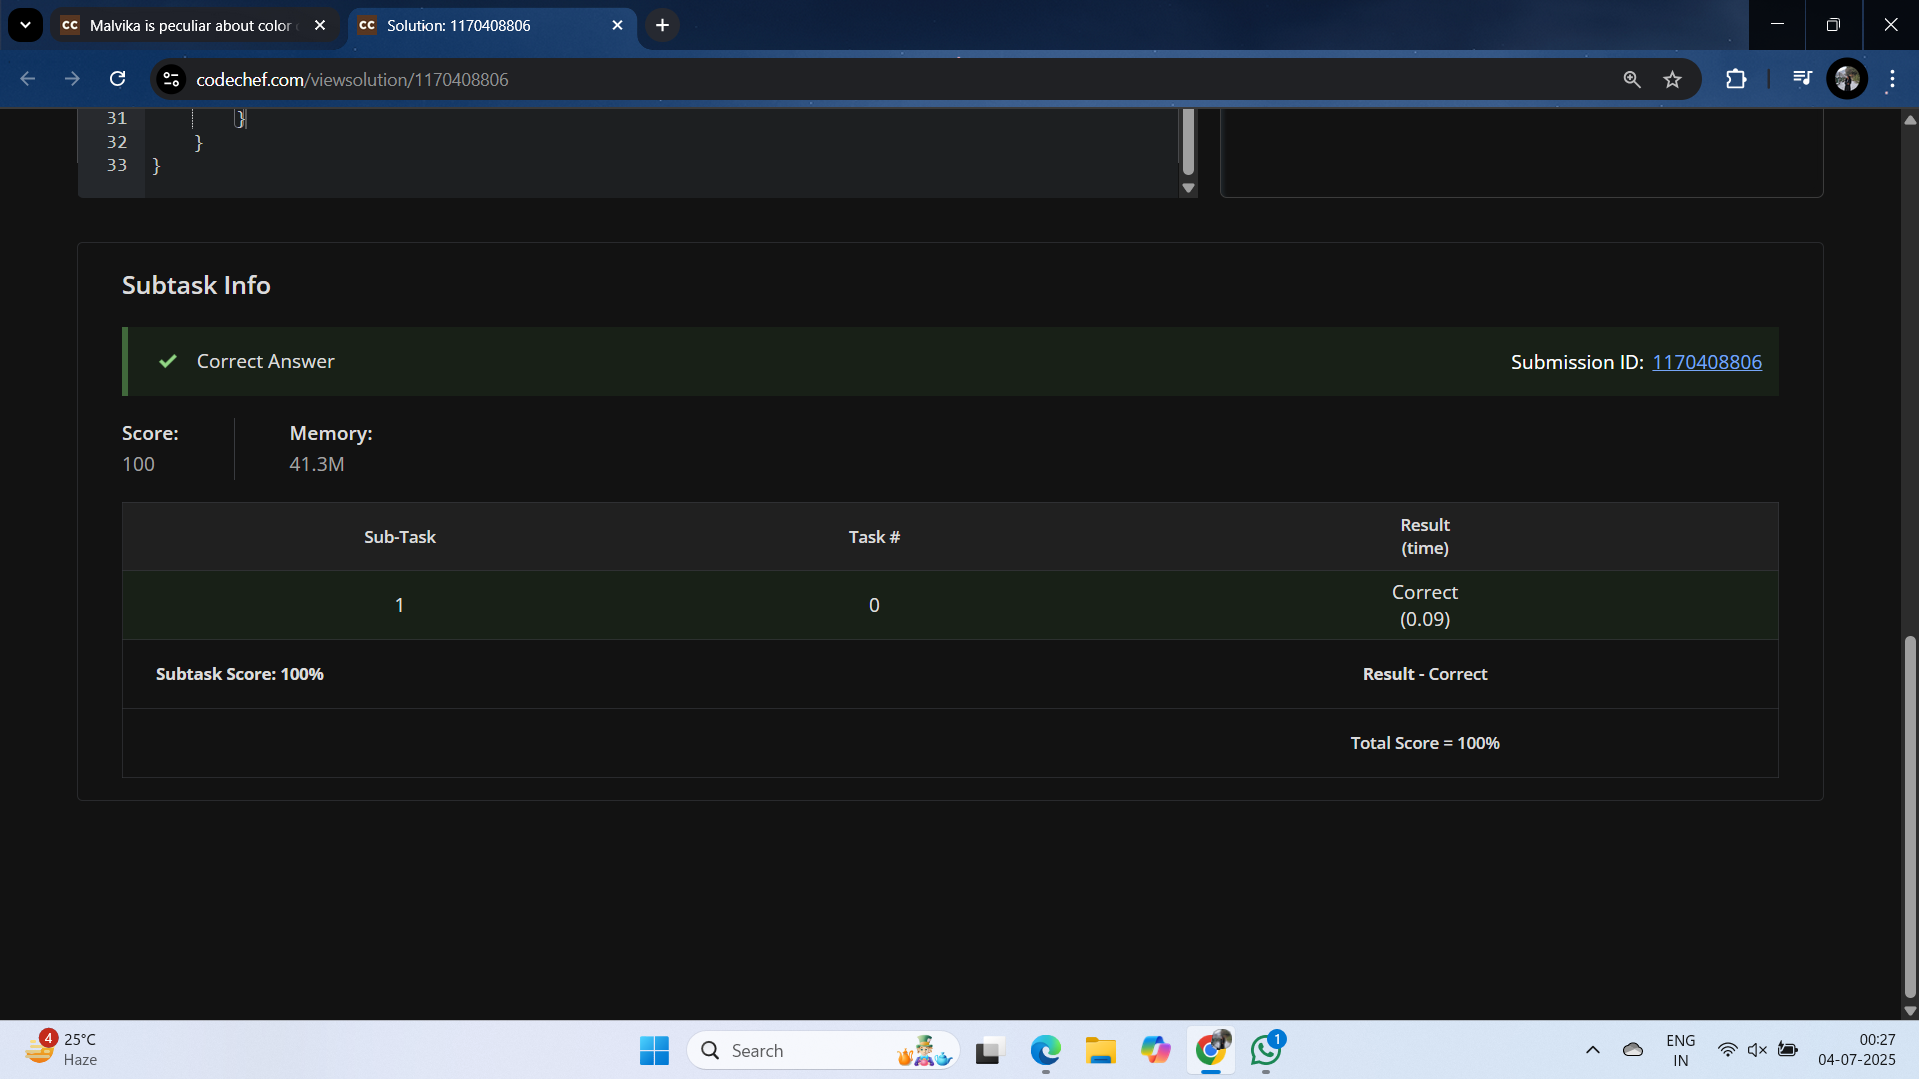 Malvika is peculiar about color
Solution: 1170408806
codechef.com/viewsolution/1170408806
31 }
32 }
33 }
Subtask Info
Correct Answer
Submission ID: 1170408806
Score:
100
Memory:
41.3M
Sub-Task Task # Result
(time)
1 0 Correct
(0.09)
Subtask Score: 100% Result - Correct
Total Score = 100%
4
25°C
Haze
Search
1
ENG
IN
00:27
04-07-2025